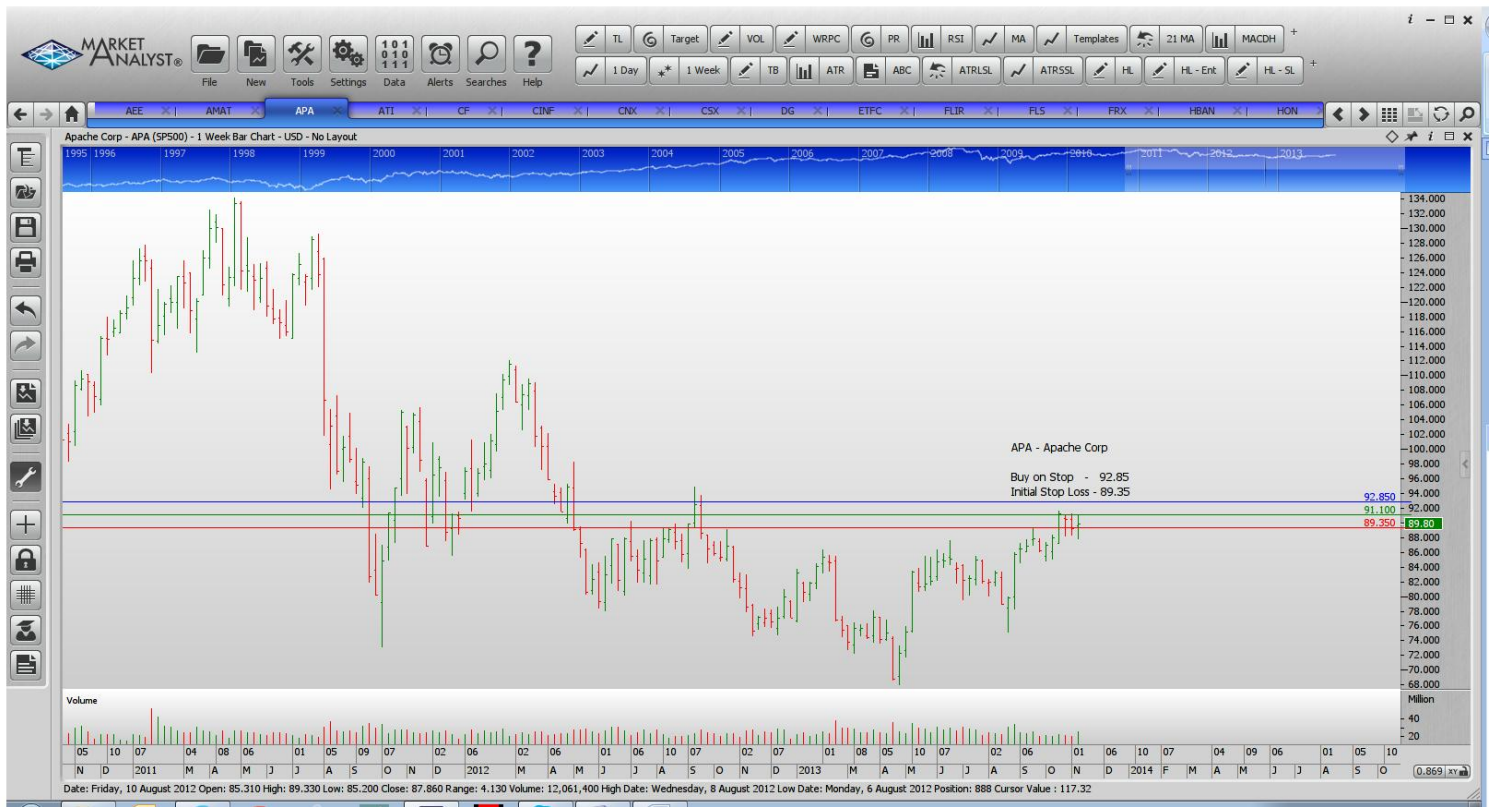 i
MARKET ANALYST®
File New Tools Settings Data Alerts Searches Help
TL Target VOL WRPC PR RSI MA Templates 21 MA MACDH +
1 Day 1 Week TB ATR ABC ATRLSL ATRSSL HL HL - Ent HL - SL +
AEE AMAT APA ATI CF CINF CNX CSX DG ETFC FLIR FLS FRX HBAN HON
Apache Corp - APA (SP500) - 1 Week Bar Chart - USD - No Layout
1995 1996 1997 1998 1999 2000 2001 2002 2003 2004 2005 2006 2007 2008 2009 2010 2011 2012 2013
134.000
132.000
130.000
128.000
126.000
124.000
122.000
120.000
118.000
116.000
114.000
112.000
110.000
108.000
106.000
104.000
102.000
100.000
APA - Apache Corp
98.000
Buy on Stop - 92.85
96.000
Initial Stop Loss - 89.35
94.000
92.850
92.000
91.100
89.350
89.80
88.000
86.000
84.000
82.000
80.000
78.000
76.000
74.000
72.000
70.000
68.000
Volume
Million
40
20
05 10 07 04 08 06 01 05 09 07 02 06 02 06 01 06 10 07 02 07 01 08 05 10 07 02 06 01 06 10 07 04 09 06 01 05 10
N D 2011 M A M J J A S O N D 2012 M A M J J A S O N D 2013 M A M J J A S O N D 2014 F M A M J J A S O
0.869 XY
Date: Friday, 10 August 2012 Open: 85.310 High: 89.330 Low: 85.200 Close: 87.860 Range: 4.130 Volume: 12,061,400 High Date: Wednesday, 8 August 2012 Low Date: Monday, 6 August 2012 Position: 888 Cursor Value : 117.32